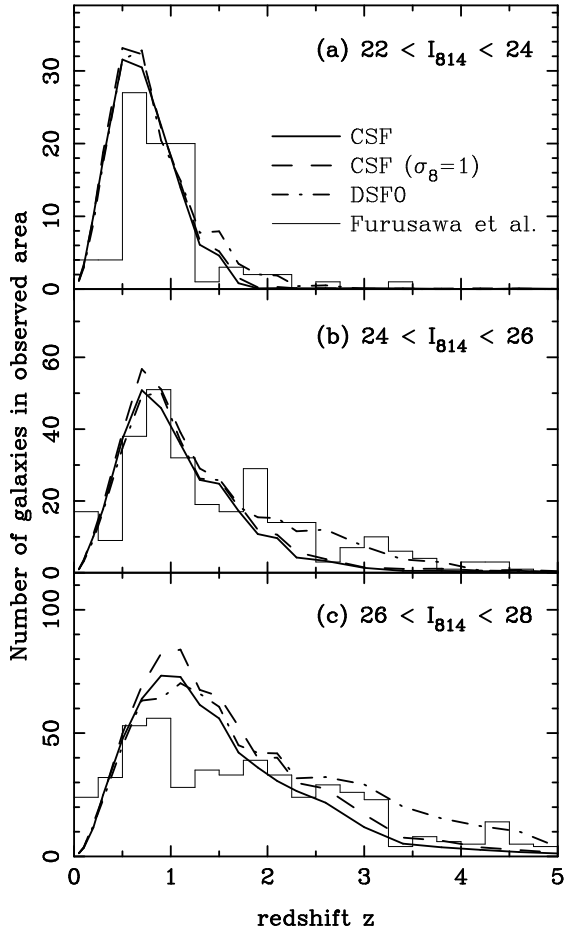 (a) 22 < I814 < 24
30
20
10
0
CSF
CSF (σ8=1)
DSF0
Furusawa et al.
(b) 24 < I814 < 26
60
40
20
0
(c) 26 < I814 < 28
100
50
0
0 1 2 3 4 5
redshift z
Number of galaxies in observed area